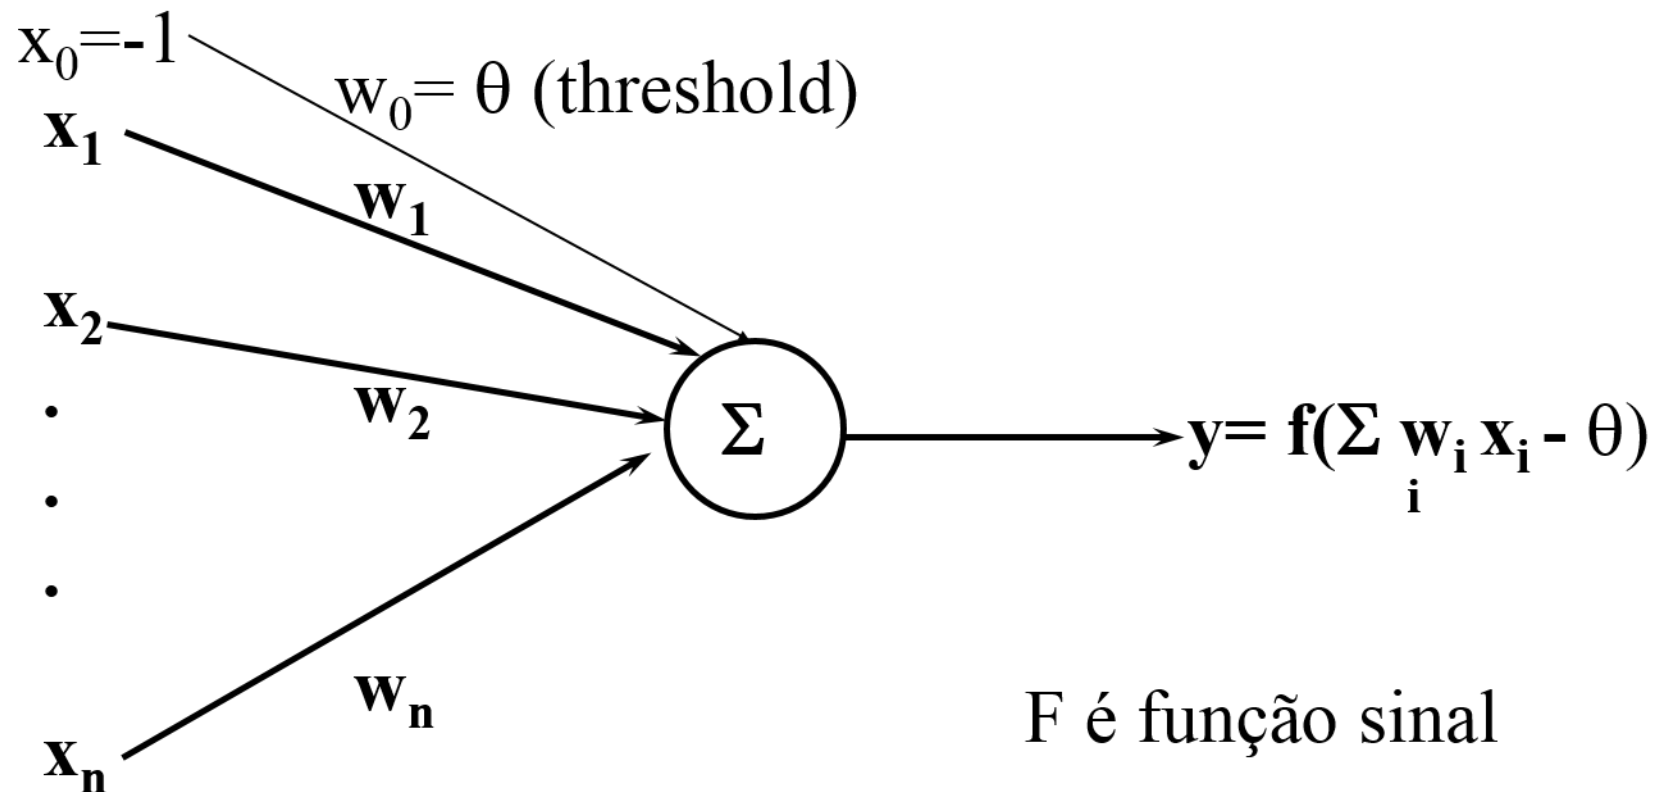 x₀=-1
w₀= θ (threshold)
x₁
w₁
x₂
w₂
.
.
.
Σ
y= f(Σ wᵢ xᵢ - θ)
i
wₙ
F é função sinal
xₙ